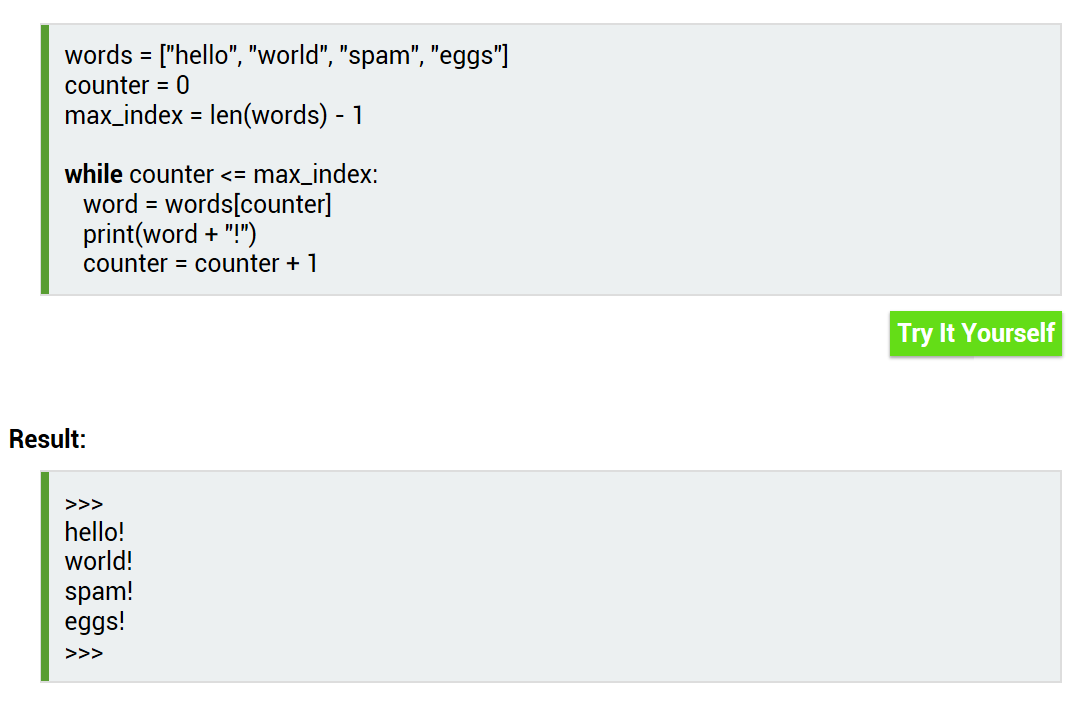 words = ["hello", "world", "spam", "eggs"]
counter = 0
max_index = len(words) - 1

while counter <= max_index:
   word = words[counter]
   print(word + "!")
   counter = counter + 1
Try It Yourself
Result:
>>>
hello!
world!
spam!
eggs!
>>>